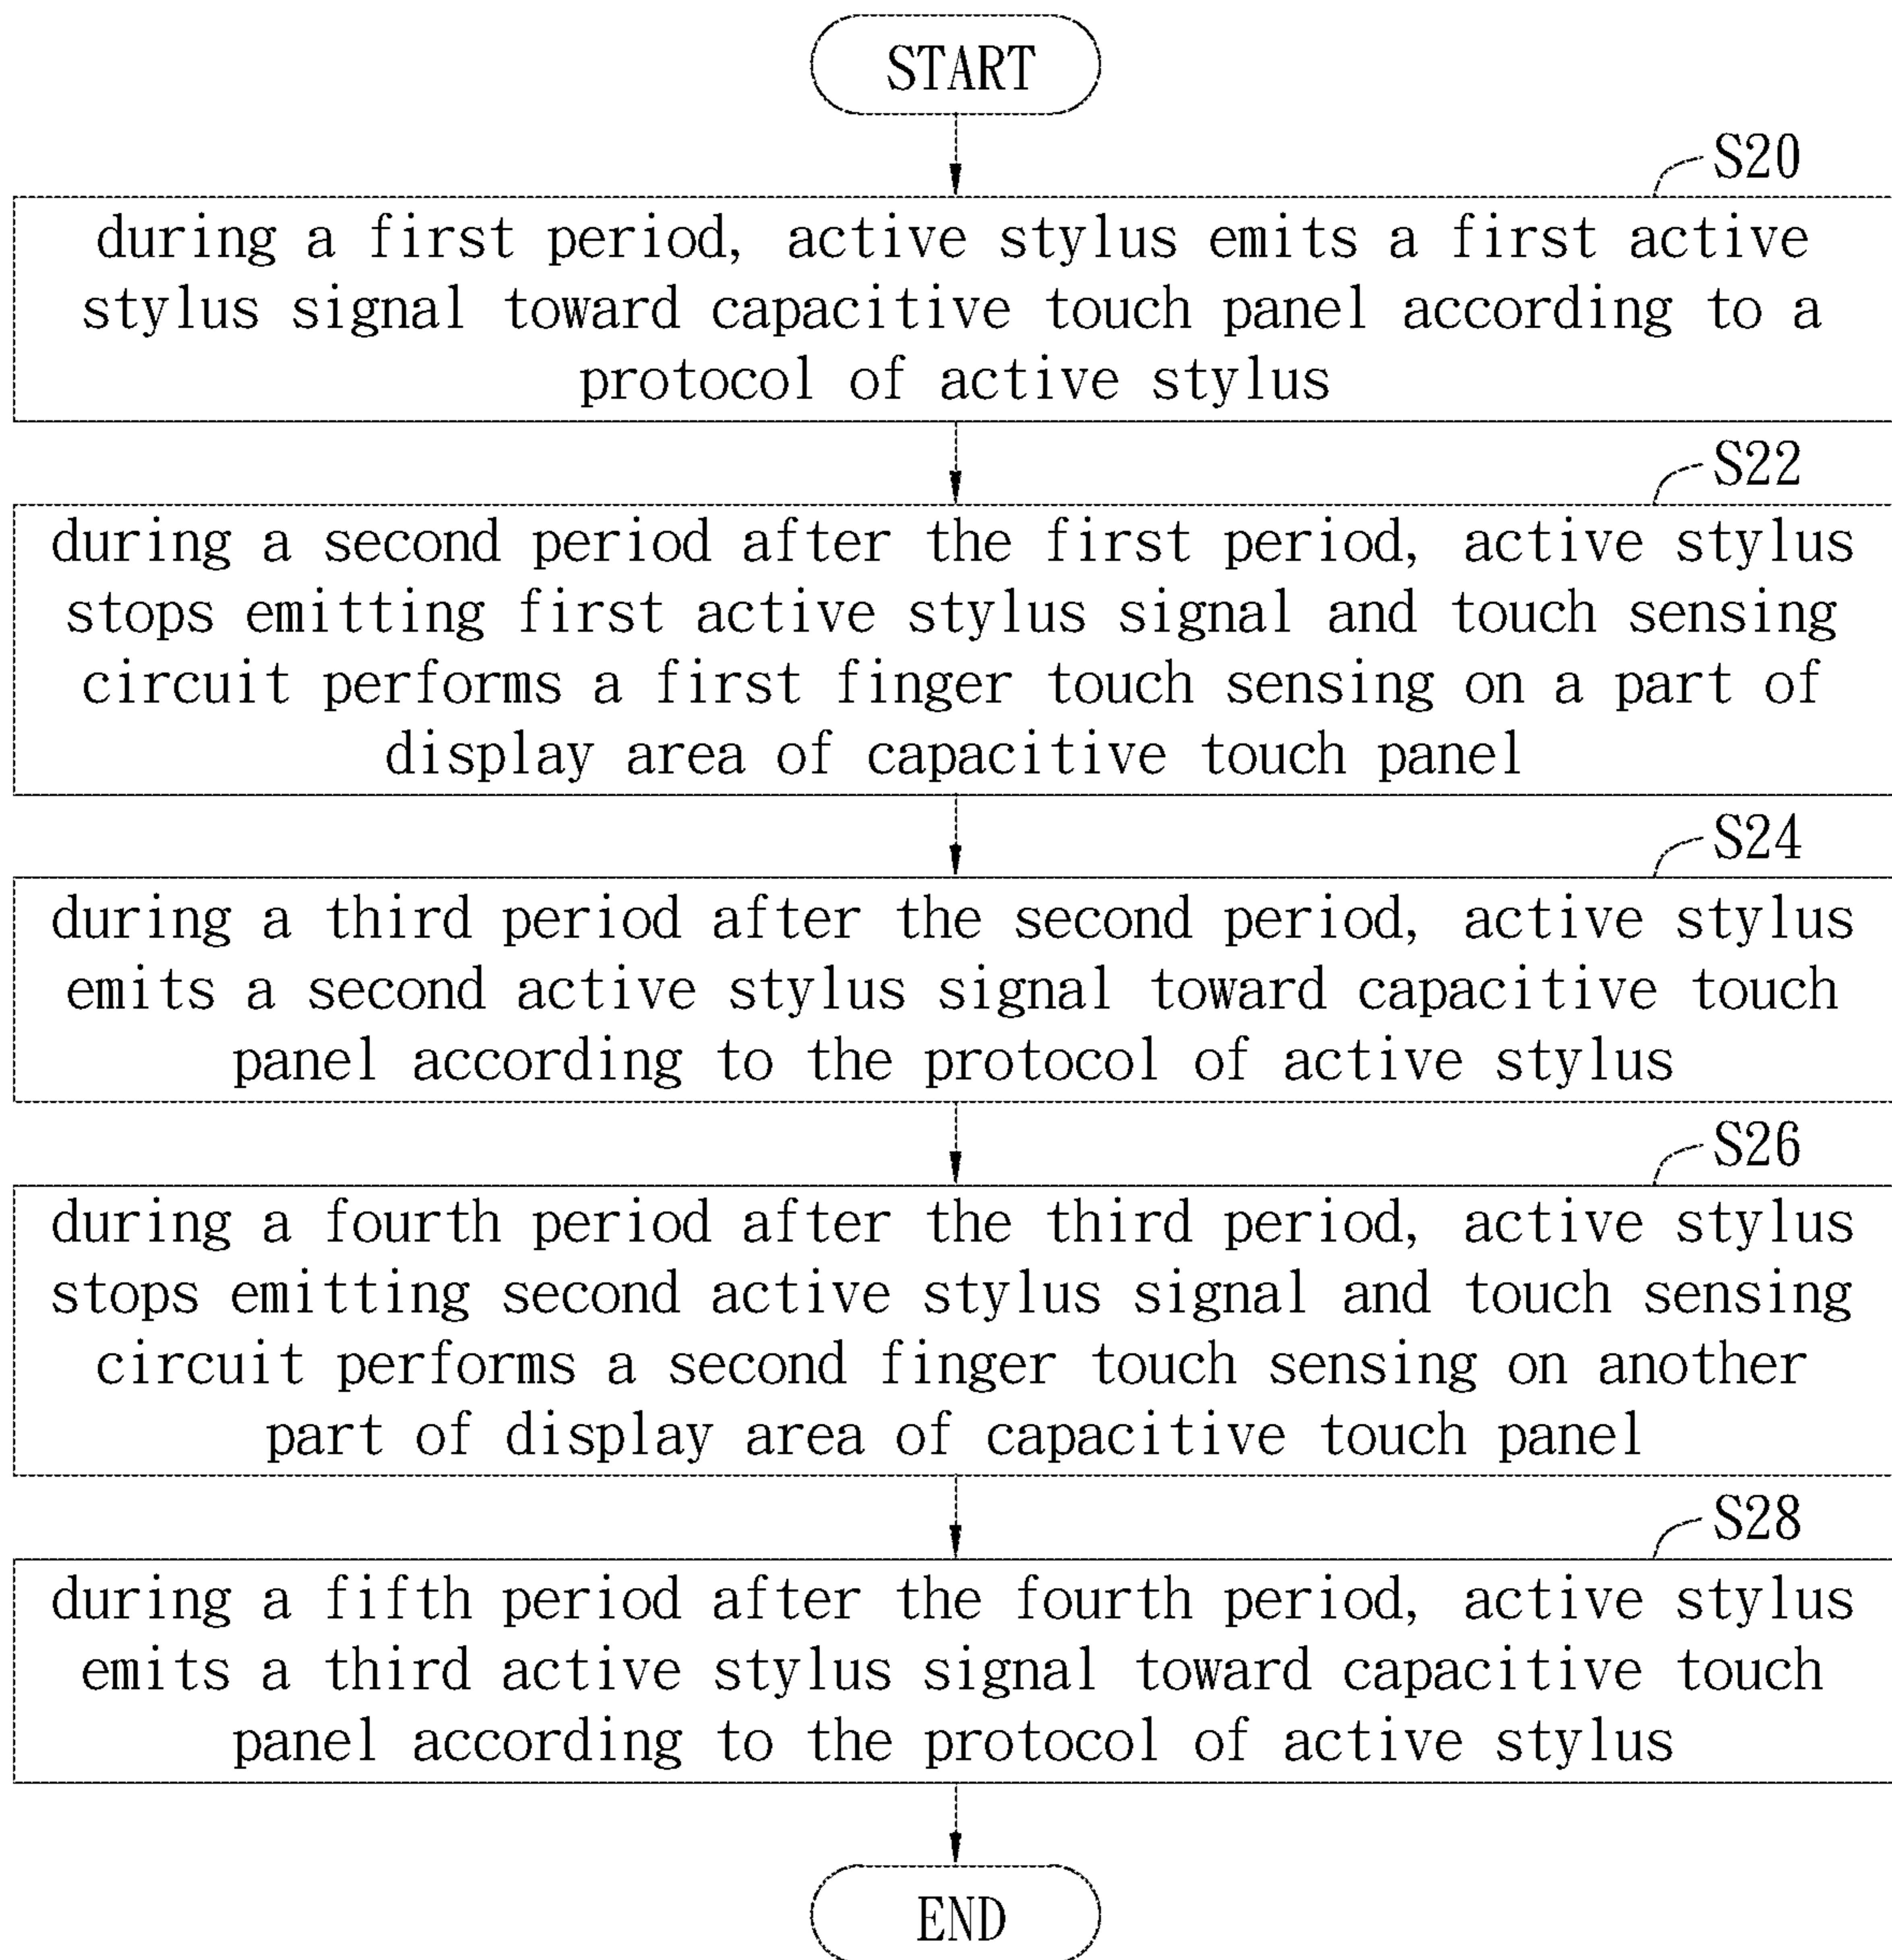 START
S20
during a first period, active stylus emits a first active
stylus signal toward capacitive touch panel according to a
protocol of active stylus
S22
during a second period after the first period, active stylus
stops emitting first active stylus signal and touch sensing
circuit performs a first finger touch sensing on a part of
display area of capacitive touch panel
S24
during a third period after the second period, active stylus
emits a second active stylus signal toward capacitive touch
panel according to the protocol of active stylus
S26
during a fourth period after the third period, active stylus
stops emitting second active stylus signal and touch sensing
circuit performs a second finger touch sensing on another
part of display area of capacitive touch panel
S28
during a fifth period after the fourth period, active stylus
emits a third active stylus signal toward capacitive touch
panel according to the protocol of active stylus
END